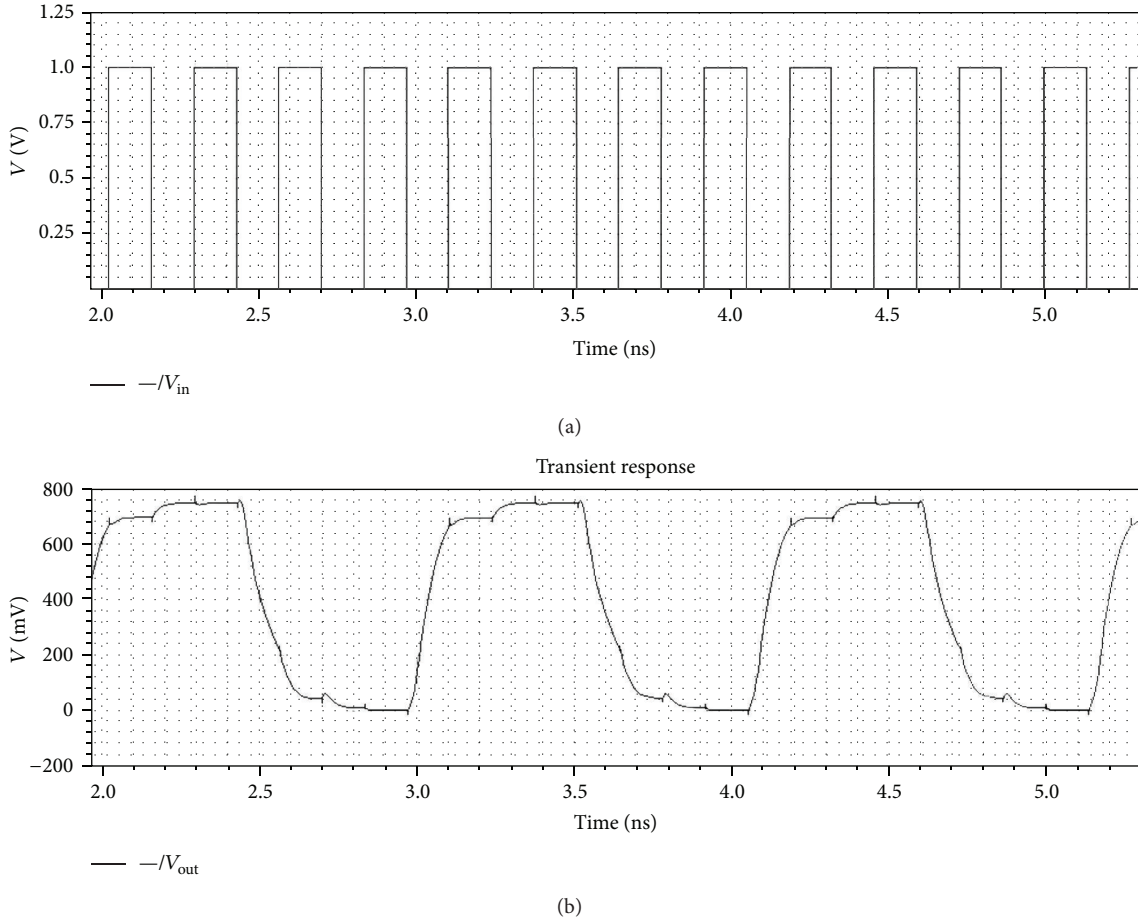 1.25
1.0
0.75
0.5
0.25
V (V)
2.0 2.5 3.0 3.5 4.0 4.5 5.0
Time (ns)
—/Vin
(a)
Transient response
800
600
400
200
0
−200
V (mV)
2.0 2.5 3.0 3.5 4.0 4.5 5.0
Time (ns)
—/Vout
(b)